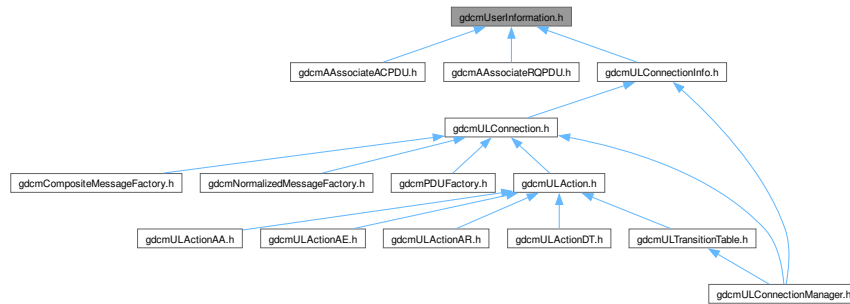 gdcmUserInformation.h
gdcmAAssociateACPDU.h
gdcmAAssociateRQPDU.h
gdcmULConnectionInfo.h
gdcmULConnection.h
gdcmCompositeMessageFactory.h
gdcmNormalizedMessageFactory.h
gdcmPDUFactory.h
gdcmULAction.h
gdcmULActionAA.h
gdcmULActionAE.h
gdcmULActionAR.h
gdcmULActionDT.h
gdcmULTransitionTable.h
gdcmULConnectionManager.h